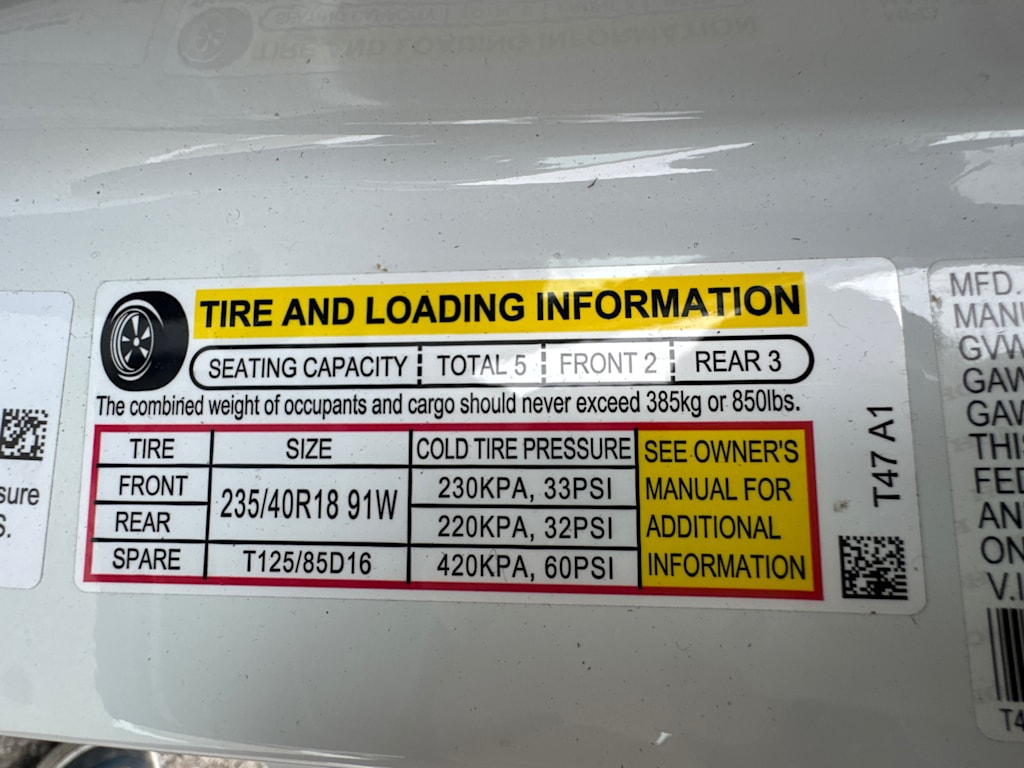 TIRE AND LOADING INFORMATION
SEATING CAPACITY TOTAL 5 FRONT 2 REAR 3
The combined weight of occupants and cargo should never exceed 385kg or 850lbs.
TIRE SIZE COLD TIRE PRESSURE
FRONT 235/40R18 91W 230KPA, 33PSI
REAR 220KPA, 32PSI
SPARE T125/85D16 420KPA, 60PSI
SEE OWNER'S
MANUAL FOR
ADDITIONAL
INFORMATION
T47 A1
sure
S.
MFD.
MANU
GVW
GAW
GAW
THIS
FED
AN
ON
V.I
T4